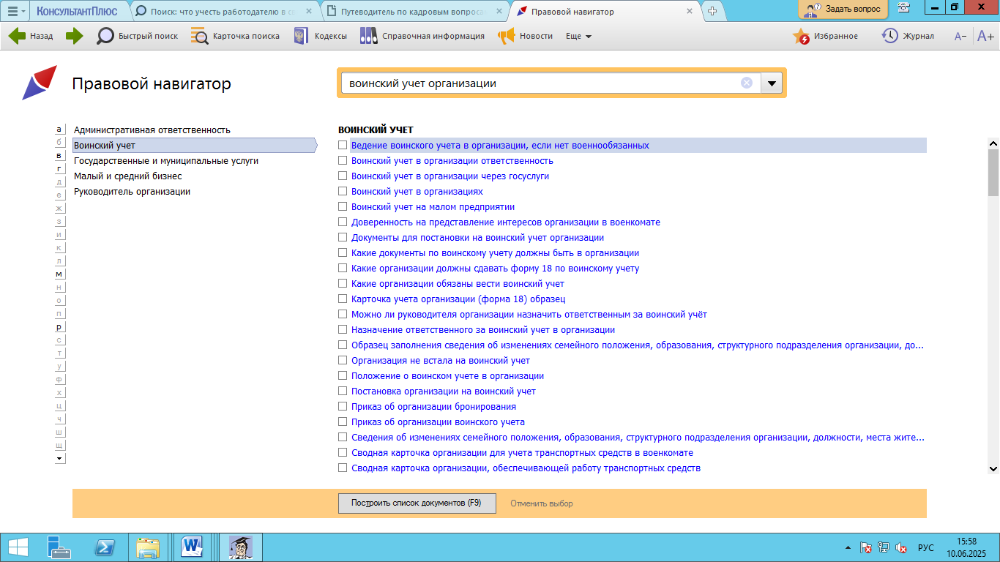 КОНСУЛЬТАНТПЛЮС
Поиск: что учесть работодателю в св
Путеводитель по кадровым вопроса
Правовой навигатор
Задать вопрос
Назад
Быстрый поиск
Карточка поиска
Кодексы
Справочная информация
Новости
Еще
Избранное
Журнал
А−
А+
Правовой навигатор
воинский учет организации
а
б
в
г
д
е
ж
з
и
к
л
м
н
о
п
р
с
т
у
ф
х
ц
ч
ш
щ
Административная ответственность
Воинский учет
Государственные и муниципальные услуги
Малый и средний бизнес
Руководитель организации
ВОИНСКИЙ УЧЕТ
Ведение воинского учета в организации, если нет военнообязанных
Воинский учет в организации ответственность
Воинский учет в организации через госуслуги
Воинский учет в организациях
Воинский учет на малом предприятии
Доверенность на представление интересов организации в военкомате
Документы для постановки на воинский учет организации
Какие документы по воинскому учету должны быть в организации
Какие организации должны сдавать форму 18 по воинскому учету
Какие организации обязаны вести воинский учет
Карточка учета организации (форма 18) образец
Можно ли руководителя организации назначить ответственным за воинский учёт
Назначение ответственного за воинский учет в организации
Образец заполнения сведения об изменениях семейного положения, образования, структурного подразделения организации, до...
Организация не встала на воинский учет
Положение о воинском учете в организации
Постановка организации на воинский учет
Приказ об организации бронирования
Приказ об организации воинского учета
Сведения об изменениях семейного положения, образования, структурного подразделения организации, должности, места жите...
Сводная карточка организации для учета транспортных средств в военкомате
Сводная карточка организации, обеспечивающей работу транспортных средств
Построить список документов (F9)
Отменить выбор
РУС
15:58
10.06.2025